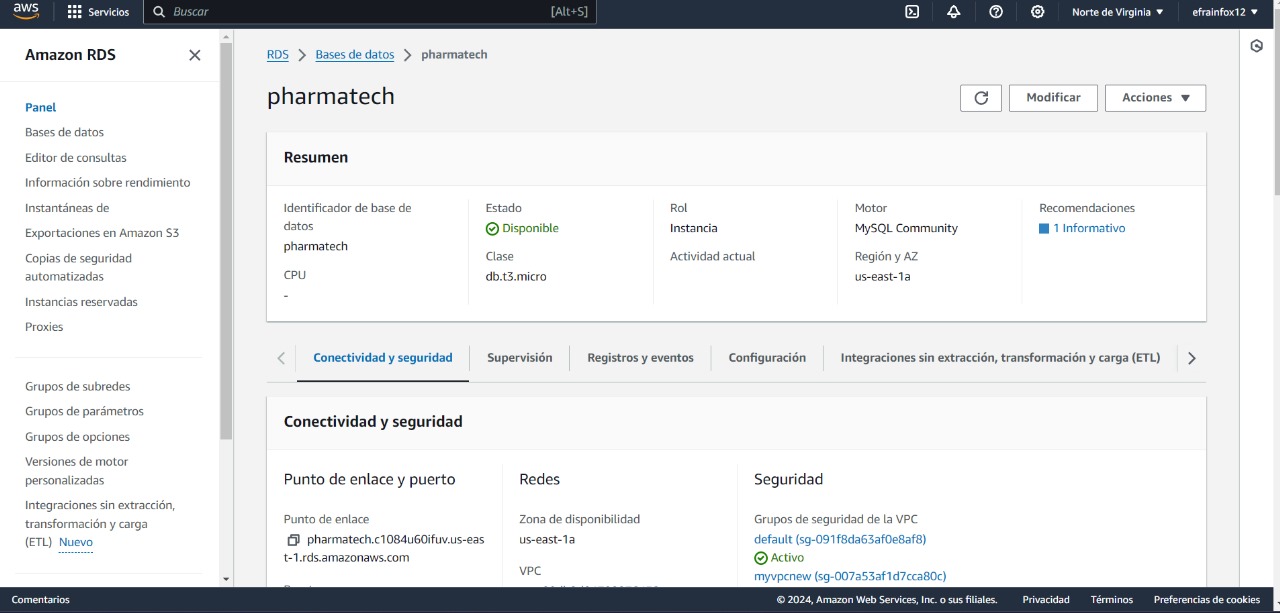 aws
Servicios
Buscar
[Alt+S]
Norte de Virginia
efrainfox12
Amazon RDS
Panel
Bases de datos
Editor de consultas
Información sobre rendimiento
Instantáneas de
Exportaciones en Amazon S3
Copias de seguridad
automatizadas
Instancias reservadas
Proxies
Grupos de subredes
Grupos de parámetros
Grupos de opciones
Versiones de motor
personalizadas
Integraciones sin extracción,
transformación y carga
(ETL) Nuevo
RDS > Bases de datos > pharmatech
pharmatech
Modificar
Acciones
Resumen
Identificador de base de
datos
pharmatech
CPU
-
Estado
Disponible
Clase
db.t3.micro
Rol
Instancia
Actividad actual
Motor
MySQL Community
Región y AZ
us-east-1a
Recomendaciones
1 Informativo
Conectividad y seguridad
Supervisión
Registros y eventos
Configuración
Integraciones sin extracción, transformación y carga (ETL)
Conectividad y seguridad
Punto de enlace y puerto
Punto de enlace
pharmatech.c1084u60ifuv.us-eas
t-1.rds.amazonaws.com
Redes
Zona de disponibilidad
us-east-1a
VPC
Seguridad
Grupos de seguridad de la VPC
default (sg-091f8da63af0e8af8)
Activo
myvpcnew (sg-007a53af1d7cca80c)
Comentarios
© 2024, Amazon Web Services, Inc. o sus filiales.
Privacidad
Términos
Preferencias de cookies